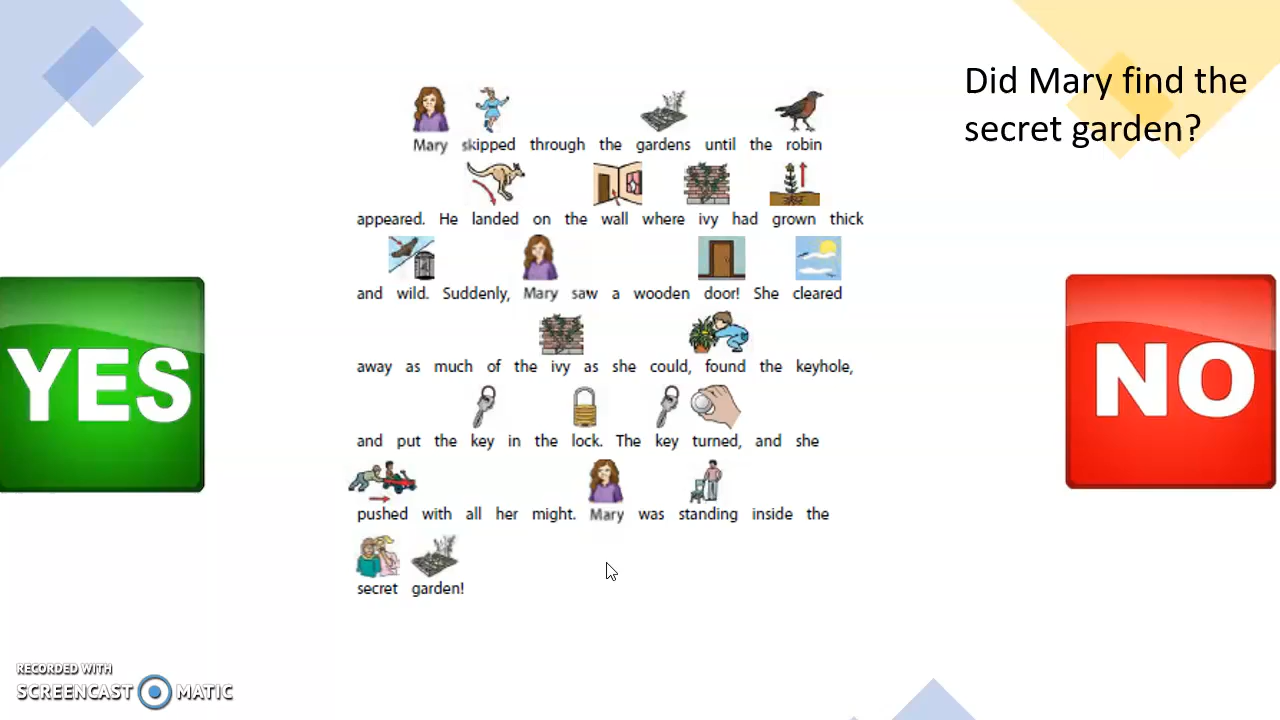 Did Mary find the
secret garden?
Mary skipped through the gardens until the robin
appeared. He landed on the wall where ivy had grown thick
and wild. Suddenly, Mary saw a wooden door! She cleared
away as much of the ivy as she could, found the keyhole,
and put the key in the lock. The key turned, and she
pushed with all her might. Mary was standing inside the
secret garden!
YES
NO
RECORDED WITH
SCREENCAST MATIC